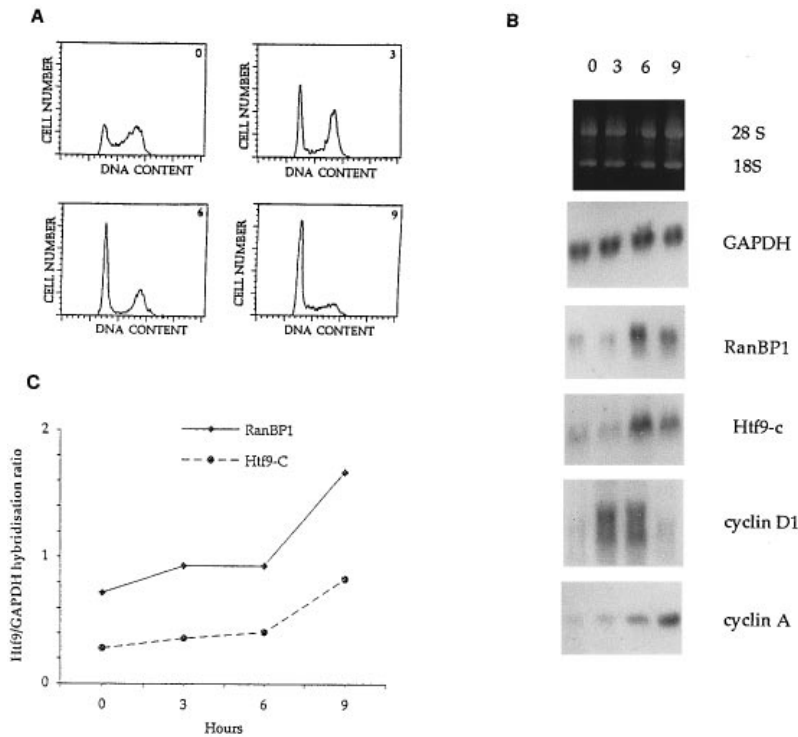 A
0
CELL NUMBER
DNA CONTENT
3
CELL NUMBER
DNA CONTENT
6
CELL NUMBER
DNA CONTENT
9
CELL NUMBER
DNA CONTENT
B
0 3 6 9
28 S
18S
GAPDH
RanBP1
Htf9-c
cyclin D1
cyclin A
C
Htf9/GAPDH hybridisation ratio
2
1
0
RanBP1
Htf9-C
0 3 6 9
Hours